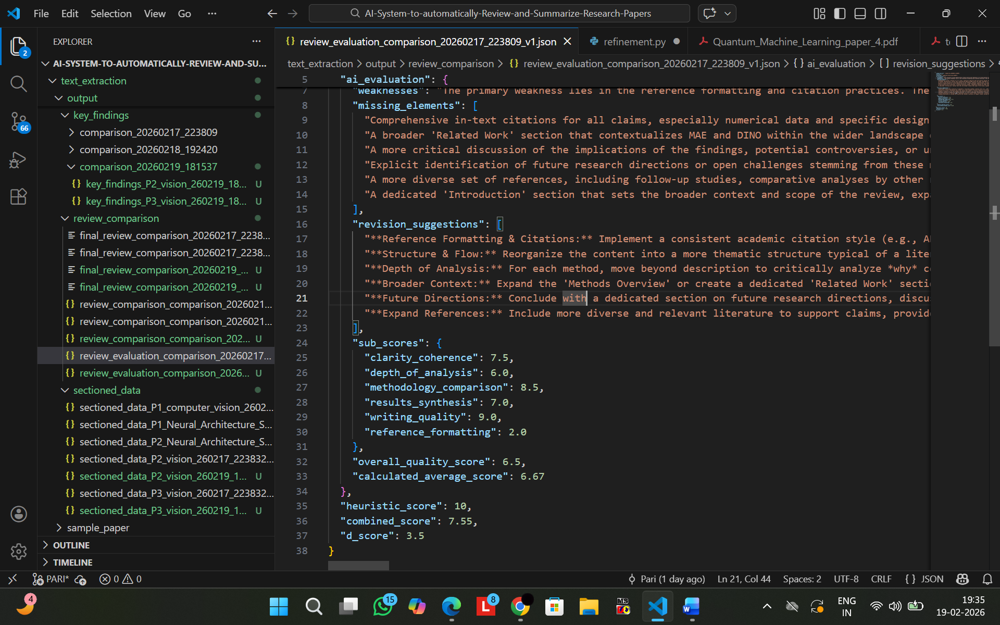 File Edit Selection View Go ···
AI-System-to-automatically-Review-and-Summarize-Research-Papers
EXPLORER
AI-SYSTEM-TO-AUTOMATICALLY-REVIEW-AND-SU...
text_extraction
output
key_findings
comparison_20260217_223809
comparison_20260218_192420
comparison_20260219_181537
{} key_findings_P2_vision_260219_18... U
{} key_findings_P3_vision_260219_18... U
review_comparison
final_review_comparison_20260217_2238...
final_review_comparison_20260217_2238...
final_review_comparison_20260219_... U
final_review_comparison_20260219_... U
{} review_comparison_comparison_2026021...
{} review_comparison_comparison_2026021...
{} review_comparison_comparison_202... U
{} review_evaluation_comparison_20260217...
{} review_evaluation_comparison_2026... U
sectioned_data
{} sectioned_data_P1_computer_vision_2602...
{} sectioned_data_P1_Neural_Architecture_S...
{} sectioned_data_P2_Neural_Architecture_S...
{} sectioned_data_P2_vision_260217_223832...
{} sectioned_data_P2_vision_260219_1... U
{} sectioned_data_P3_vision_260217_223832...
{} sectioned_data_P3_vision_260219_1... U
sample_paper
OUTLINE
TIMELINE
2
66
{} review_evaluation_comparison_20260217_223809_v1.json refinement.py Quantum_Machine_Learning_paper_4.pdf
text_extraction > output > review_comparison > {} review_evaluation_comparison_20260217_223809_v1.json > { } ai_evaluation > [ ] revision_suggestions >
5 "ai_evaluation": {
7 "weaknesses": "The primary weakness lies in the reference formatting and citation practices. The
8 "missing_elements": [
9 "Comprehensive in-text citations for all claims, especially numerical data and specific design
10 "A broader 'Related Work' section that contextualizes MAE and DINO within the wider landscape
11 "A more critical discussion of the implications of the findings, potential controversies, or
12 "Explicit identification of future research directions or open challenges stemming from these
13 "A more diverse set of references, including follow-up studies, comparative analyses by other
14 "A dedicated 'Introduction' section that sets the broader context and scope of the review, exp
15 ],
16 "revision_suggestions": [
17 "**Reference Formatting & Citations:** Implement a consistent academic citation style (e.g., A
18 "**Structure & Flow:** Reorganize the content into a more thematic structure typical of a lite
19 "**Depth of Analysis:** For each method, move beyond description to critically analyze *why* c
20 "**Broader Context:** Expand the 'Methods Overview' or create a dedicated 'Related Work' secti
21 "**Future Directions:** Conclude with a dedicated section on future research directions, discu
22 "**Expand References:** Include more diverse and relevant literature to support claims, provid
23 ],
24 "sub_scores": {
25 "clarity_coherence": 7.5,
26 "depth_of_analysis": 6.0,
27 "methodology_comparison": 8.5,
28 "results_synthesis": 7.0,
29 "writing_quality": 9.0,
30 "reference_formatting": 2.0
31 },
32 "overall_quality_score": 6.5,
33 "calculated_average_score": 6.67
34 },
35 "heuristic_score": 10,
36 "combined_score": 7.55,
37 "d_score": 3.5
38 }
PARI* 0 0 Pari (1 day ago) Ln 21, Col 44 Spaces: 2 UTF-8 CRLF { } JSON
4 15 L 8 MS W ENG IN 19:35
19-02-2026